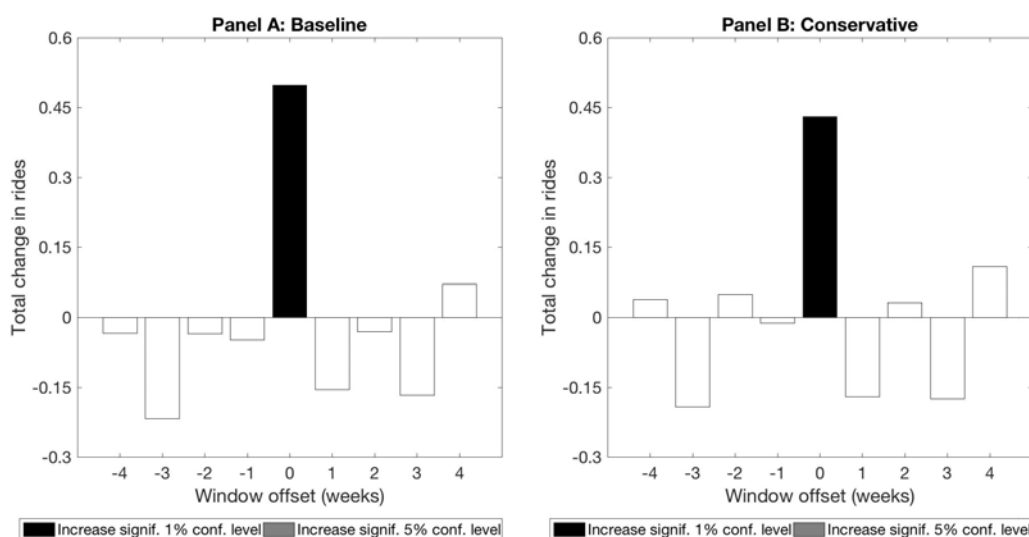 Panel A: Baseline
Total change in rides
0.6
0.45
0.3
0.15
0
-0.15
-0.3
-4 -3 -2 -1 0 1 2 3 4
Window offset (weeks)
Increase signif. 1% conf. level Increase signif. 5% conf. level
Panel B: Conservative
Total change in rides
0.6
0.45
0.3
0.15
0
-0.15
-0.3
-4 -3 -2 -1 0 1 2 3 4
Window offset (weeks)
Increase signif. 1% conf. level Increase signif. 5% conf. level